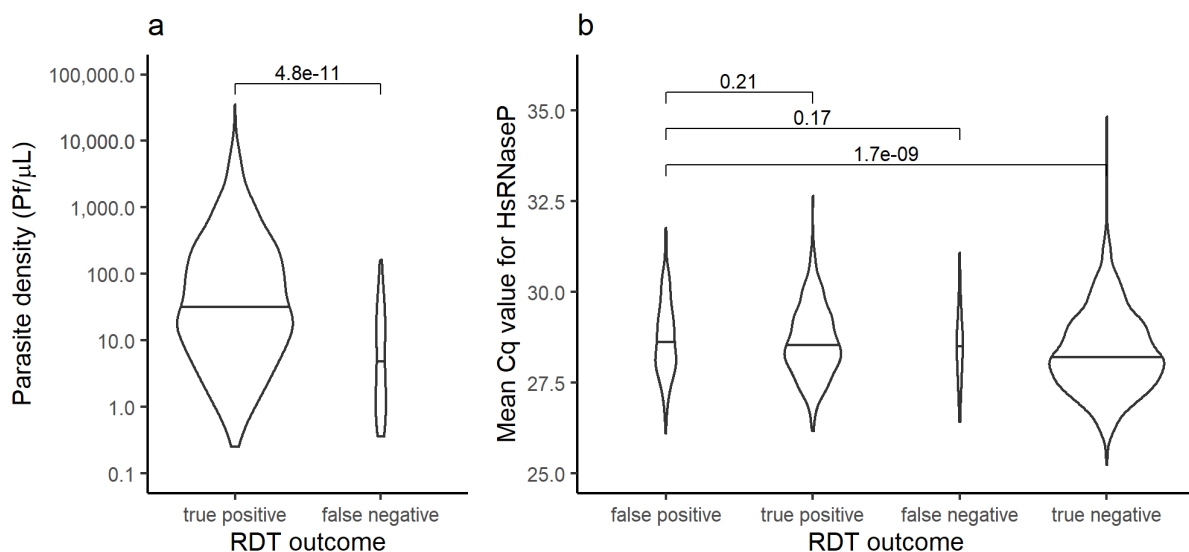 a
4.8e-11
100,000.0
10,000.0
1,000.0
100.0
10.0
1.0
0.1
Parasite density (Pf/μL)
true positive
false negative
RDT outcome
b
0.21
0.17
1.7e-09
35.0
32.5
30.0
27.5
25.0
Mean Cq value for HsRNaseP
false positive
true positive
false negative
true negative
RDT outcome